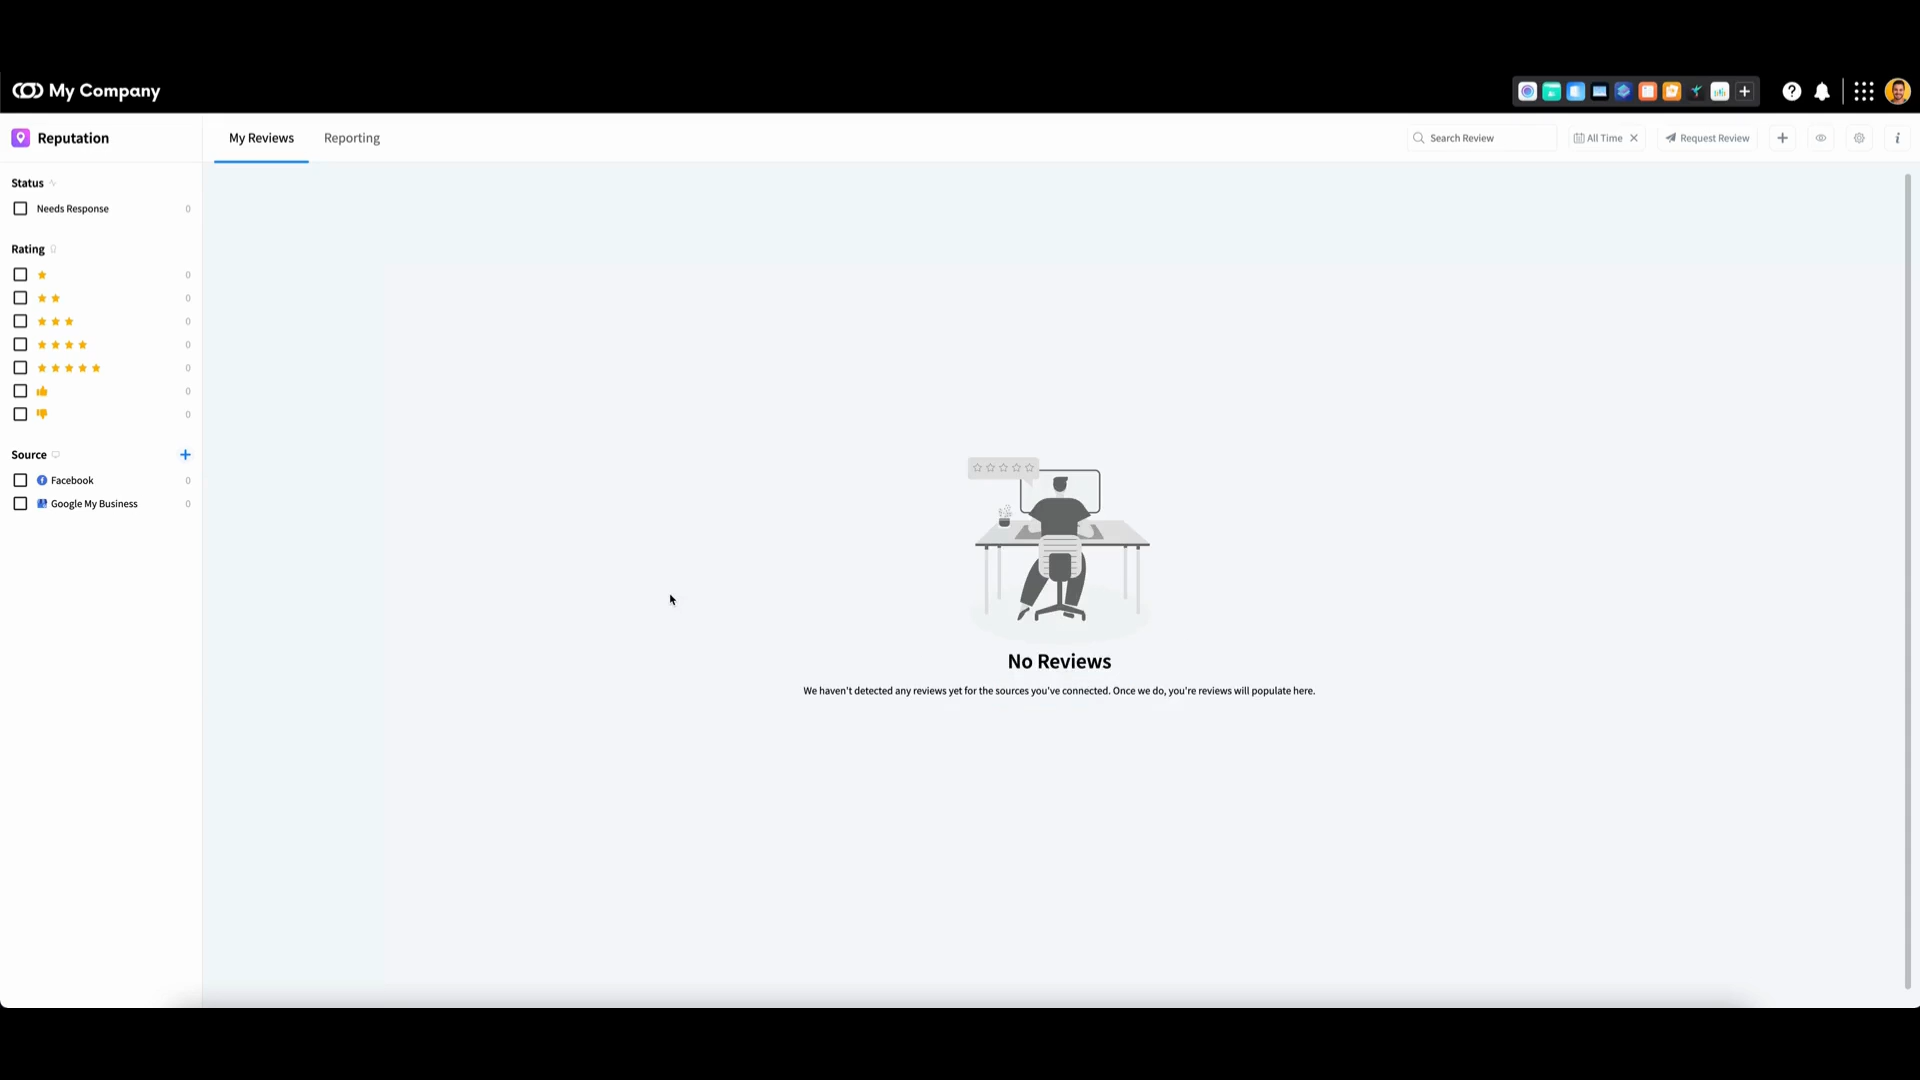 My Company
Reputation
My Reviews
Reporting
Search Review
All Time
Request Review
Status
Needs Response 0
Rating
0
0
0
0
0
0
0
Source
Facebook 0
Google My Business 0
No Reviews
We haven't detected any reviews yet for the sources you've connected. Once we do, you're reviews will populate here.